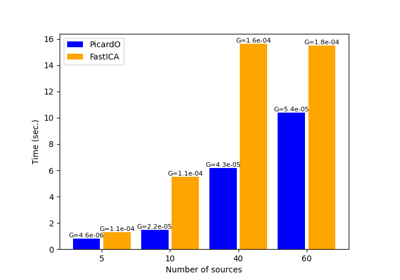 PicardO
FastICA
Time (sec.)
16
14
12
10
8
6
4
2
0
G=4.6e-06
G=1.1e-04
G=2.2e-05
G=1.1e-04
G=4.3e-05
G=1.6e-04
G=5.4e-05
G=1.8e-04
5
10
40
60
Number of sources